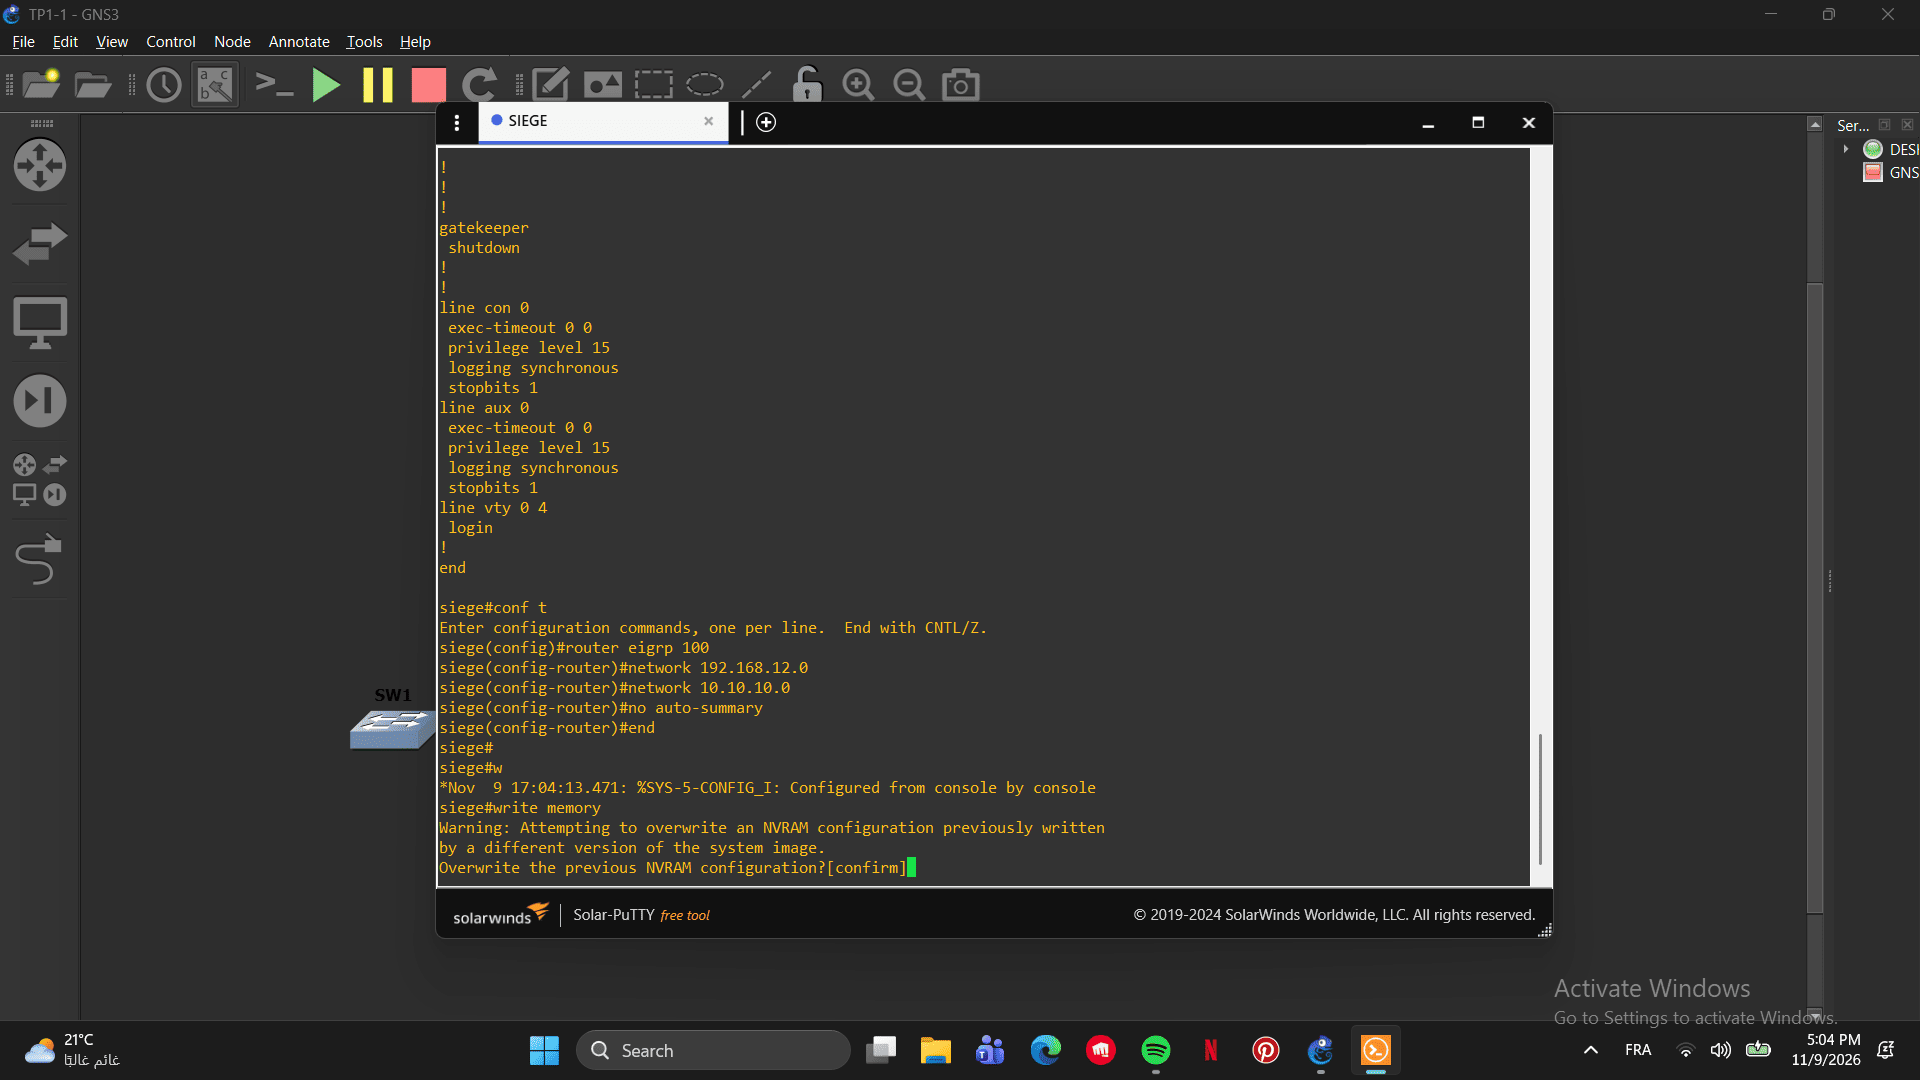 TP1-1 - GNS3
File Edit View Control Node Annotate Tools Help
SIEGE
Ser...
DESI
GNS
!
!
!
gatekeeper
shutdown
!
!
line con 0
exec-timeout 0 0
privilege level 15
logging synchronous
stopbits 1
line aux 0
exec-timeout 0 0
privilege level 15
logging synchronous
stopbits 1
line vty 0 4
login
!
end
siege#conf t
Enter configuration commands, one per line.  End with CNTL/Z.
siege(config)#router eigrp 100
siege(config-router)#network 192.168.12.0
siege(config-router)#network 10.10.10.0
siege(config-router)#no auto-summary
siege(config-router)#end
siege#
siege#w
*Nov  9 17:04:13.471: %SYS-5-CONFIG_I: Configured from console by console
siege#write memory
Warning: Attempting to overwrite an NVRAM configuration previously written
by a different version of the system image.
Overwrite the previous NVRAM configuration?[confirm]
SW1
solarwinds Solar-PuTTY free tool © 2019-2024 SolarWinds Worldwide, LLC. All rights reserved.
Activate Windows
Go to Settings to activate Windows.
21°C
غائم غالبًا
Search
FRA
5:04 PM
11/9/2026